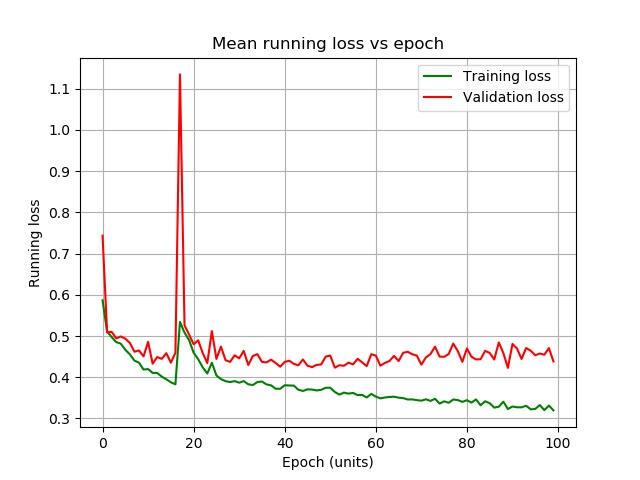 Mean running loss vs epoch
Training loss
Validation loss
1.1
1.0
0.9
0.8
0.7
0.6
0.5
0.4
0.3
Running loss
0 20 40 60 80 100
Epoch (units)